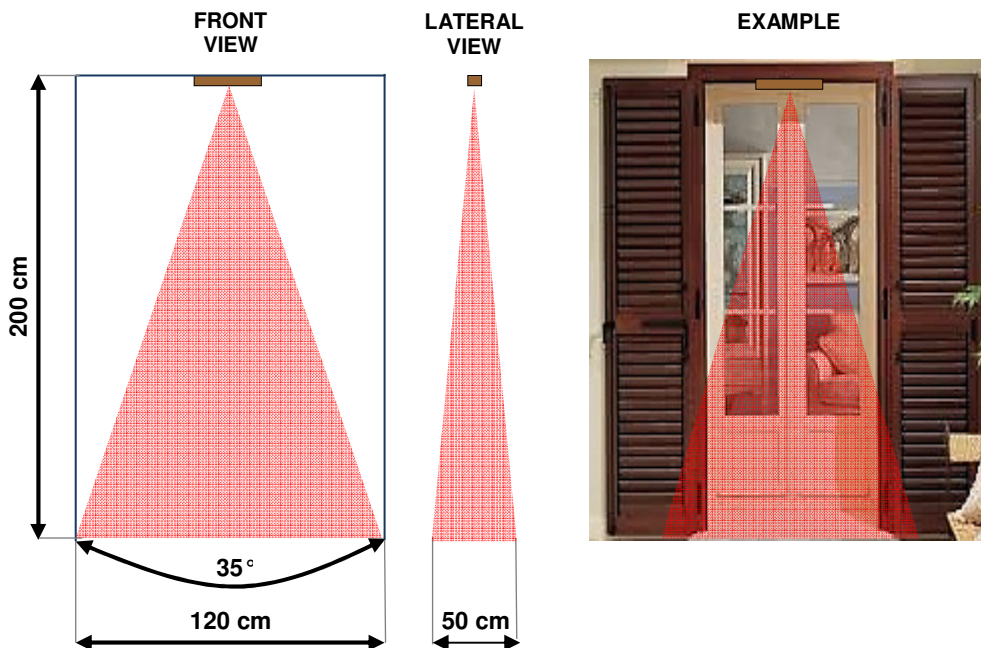 FRONT
VIEW
LATERAL
VIEW
EXAMPLE
200 cm
35°
120 cm
50 cm